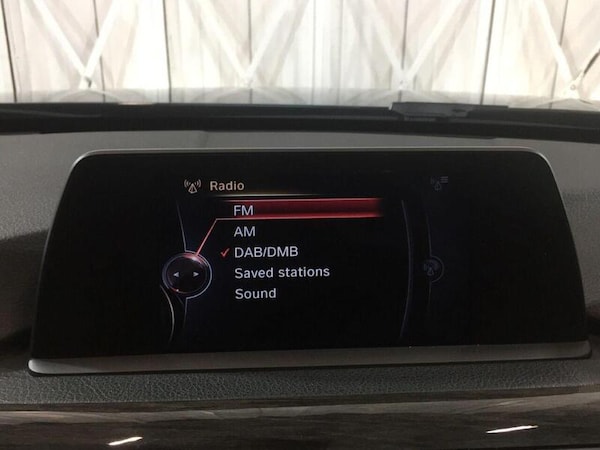 Radio
FM
AM
DAB/DMB
Saved stations
Sound